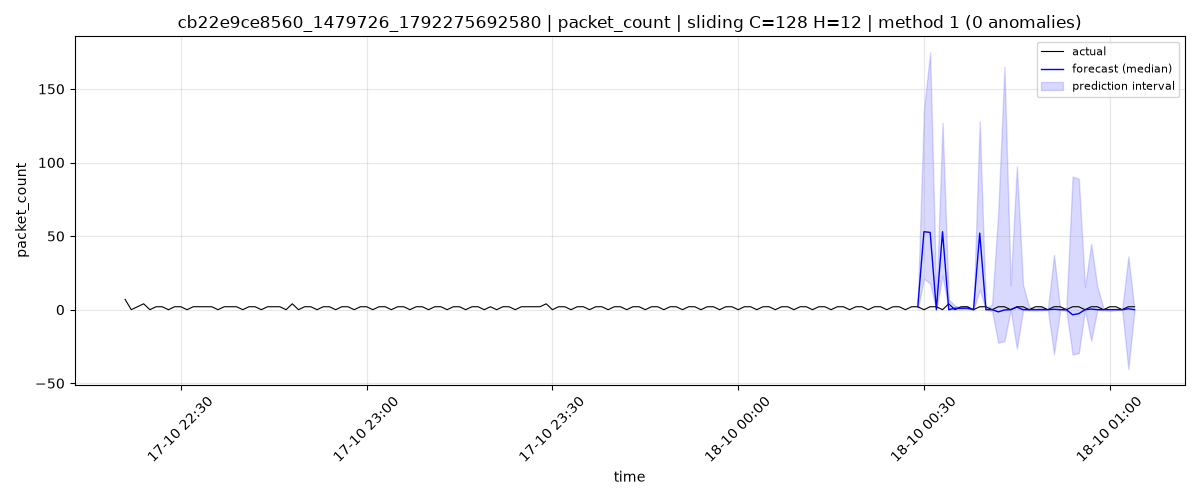 cb22e9ce8560_1479726_1792275692580 | packet_count | sliding C=128 H=12 | method 1 (0 anomalies)
actual
forecast (median)
prediction interval
packet_count
150
100
50
0
−50
17-10 22:30
17-10 23:00
17-10 23:30
18-10 00:00
18-10 00:30
18-10 01:00
time